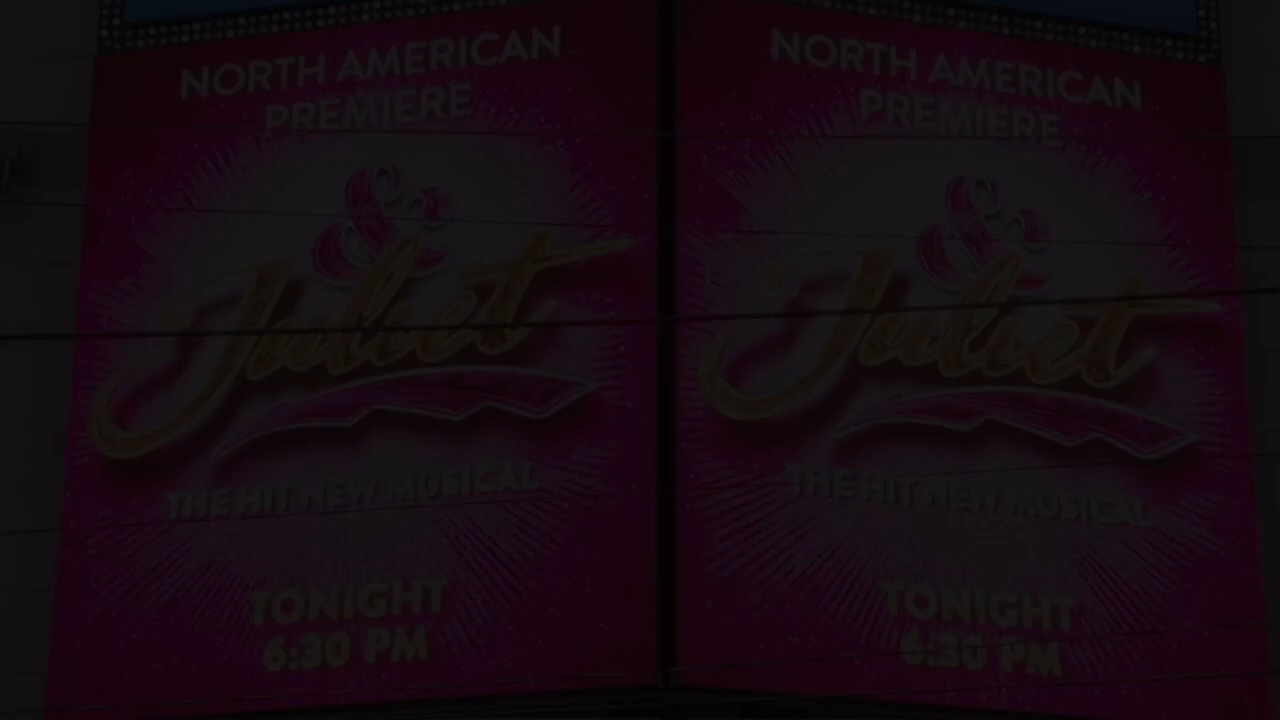 NORTH AMERICAN
PREMIERE
&
Juliet
THE HIT NEW MUSICAL
TONIGHT
6:30 PM
NORTH AMERICAN
PREMIERE
&
Juliet
THE HIT NEW MUSICAL
TONIGHT
6:30 PM